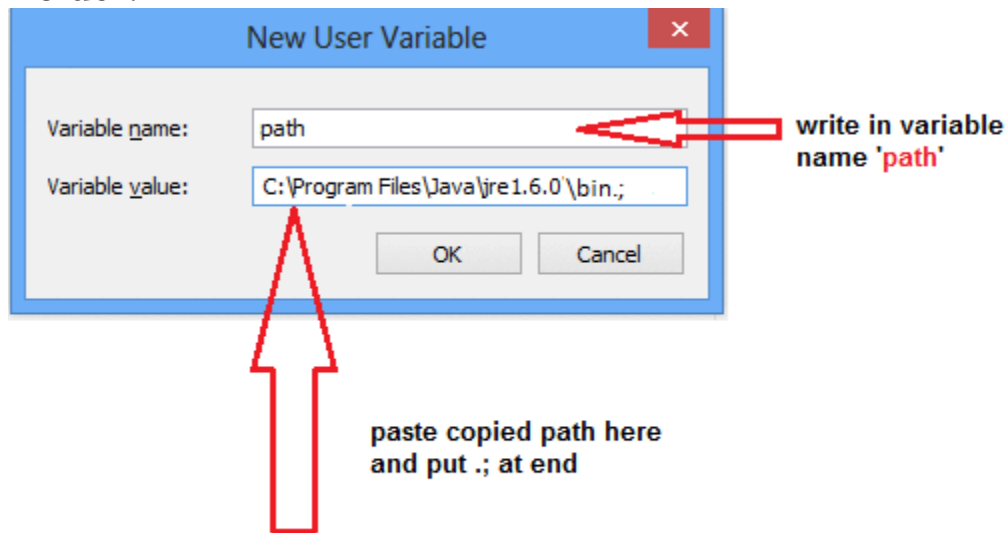 New User Variable
Variable name:
path
write in variable
name 'path'
Variable value:
C:\Program Files\Java\jre1.6.0'\bin.;
OK
Cancel
paste copied path here
and put .; at end